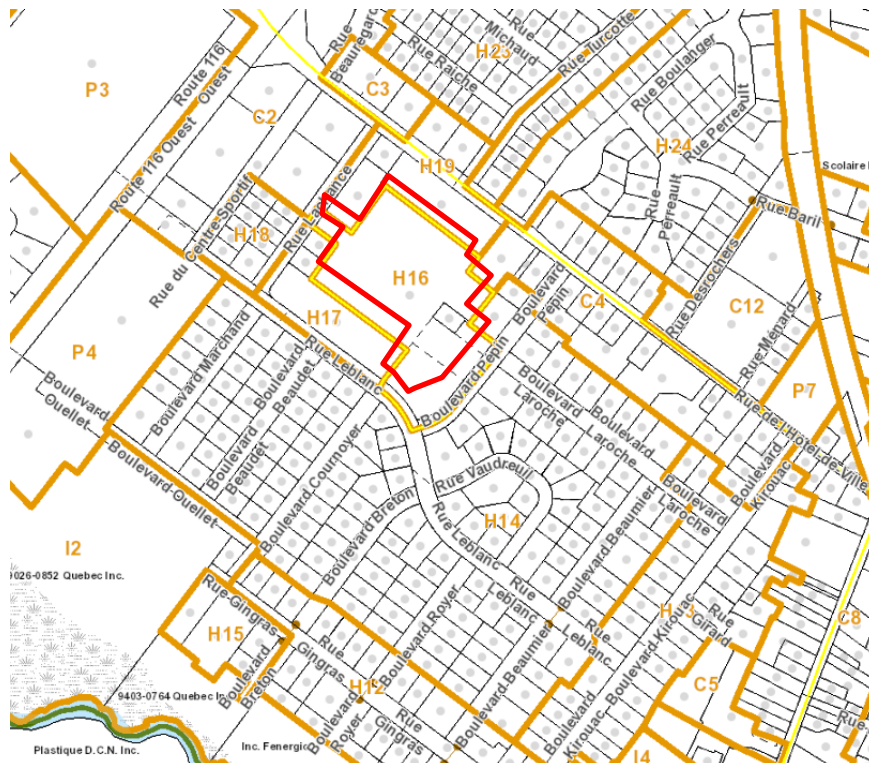 Rue Beauregard
Rue Raiche
Rue Michaud
H23
Rue Turcotte
Rue Boulanger
Rue Perreault
H24
Rue Perreault
P3
Route 116 Ouest
C3
C2
Route 116 Ouest
H19
Rue Baril
Rue du Centre Sportif
H18
H16
Boulevard Pépin
C4
Rue Desrochers
C12
H17
Rue Ménard
P4
Rue Leblanc
Boulevard Pépin
P7
Boulevard Marchand
Boulevard Beaudet
Boulevard Laroche
Boulevard Laroche
Rue de l'Hôtel-de-Ville
Boulevard Ouellet
Boulevard Ouellet
Boulevard Beaudet
Boulevard Cournoyer
Boulevard Kirouac
Boulevard Laroche
Rue Vaudreuil
Boulevard Breton
H14
Rue Leblanc
Boulevard Beaumier
I2
9026-0852 Quebec Inc.
Rue Leblanc
Rue Gingras
H15
Boulevard Breton
Rue Gingras
Boulevard Royer
Boulevard Beaumier
Rue Leblanc
Boulevard Kirouac
Rue Girard
C8
9403-0764 Quebec
H12
Boulevard Royer
Rue Gingras
Boulevard Kirouac
C5
Rue
Plastique D.C.N. Inc.
Inc. Fenergic
I4